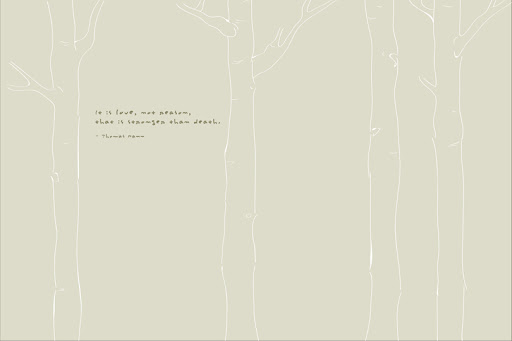 it is love, not reason,
that is stronger than death.
- Thomas Mann